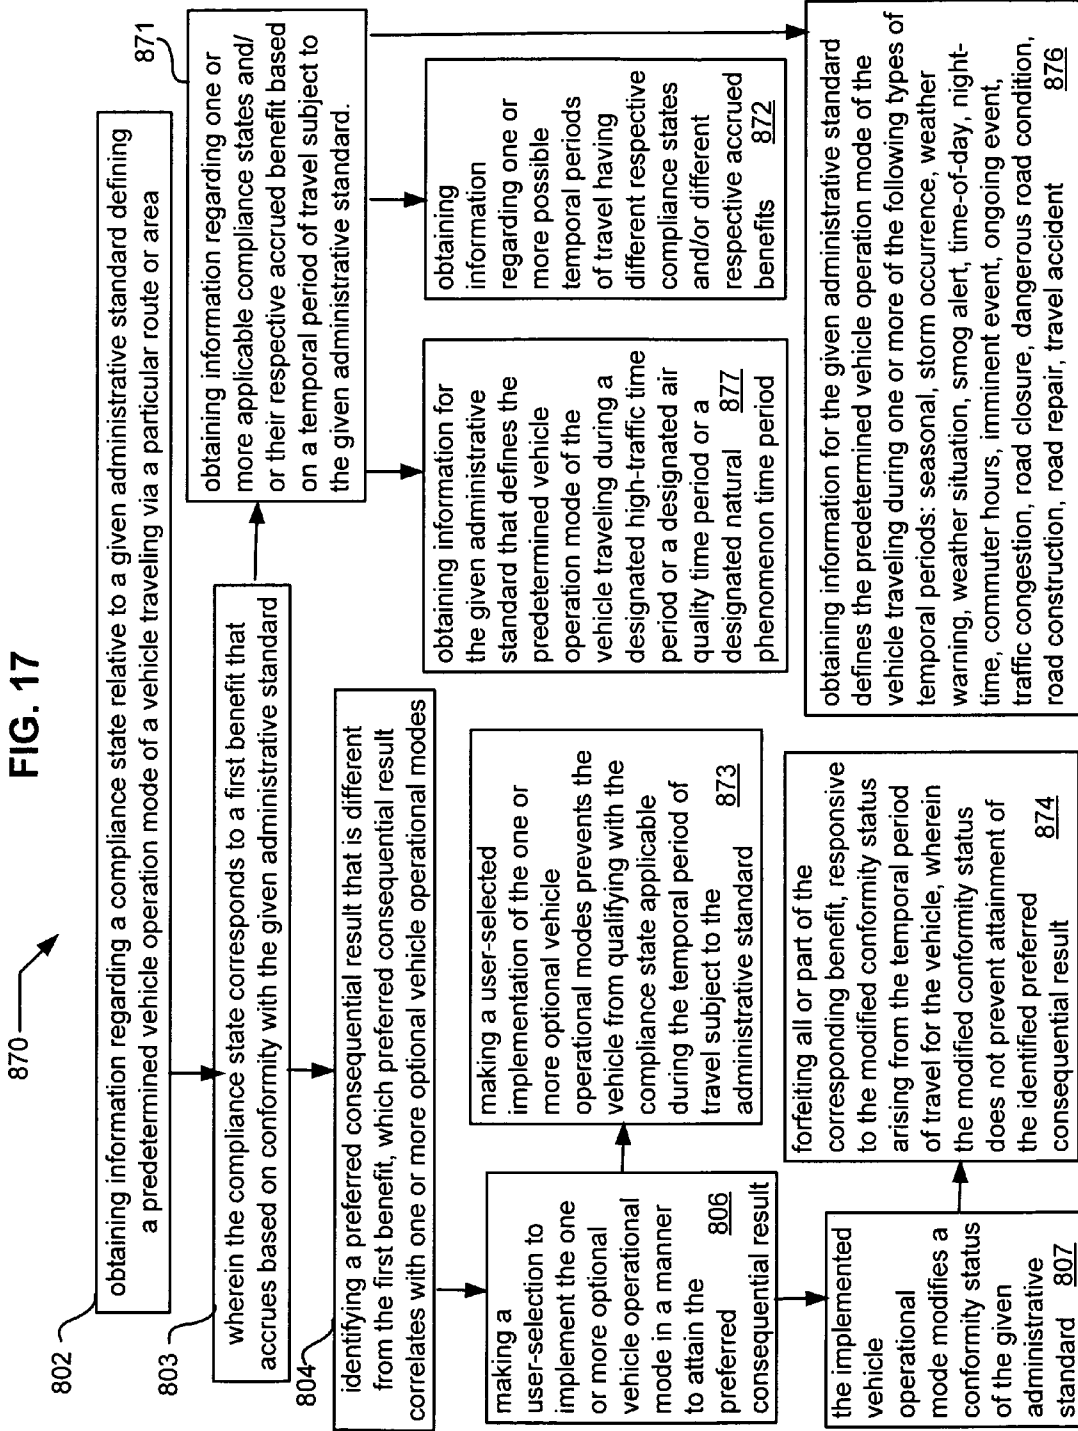 FIG. 17
870
802
obtaining information regarding a compliance state relative to a given administrative standard defining
a predetermined vehicle operation mode of a vehicle traveling via a particular route or area
803
wherein the compliance state corresponds to a first benefit that
accrues based on conformity with the given administrative standard
804
identifying a preferred consequential result that is different
from the first benefit, which preferred consequential result
correlates with one or more optional vehicle operational modes
making a
user-selection to
implement the one
or more optional
vehicle operational
mode in a manner
to attain the
preferred 806
consequential result
the implemented
vehicle
operational
mode modifies a
conformity status
of the given
administrative
standard 807
making a user-selected
implementation of the one or
more optional vehicle
operational modes prevents the
vehicle from qualifying with the
compliance state applicable
during the temporal period of
travel subject to the
administrative standard 873
forfeiting all or part of the
corresponding benefit, responsive
to the modified conformity status
arising from the temporal period
of travel for the vehicle, wherein
the modified conformity status
does not prevent attainment of
the identified preferred
consequential result 874
871
obtaining information regarding one or
more applicable compliance states and/
or their respective accrued benefit based
on a temporal period of travel subject to
the given administrative standard.
obtaining information for
the given administrative
standard that defines the
predetermined vehicle
operation mode of the
vehicle traveling during a
designated high-traffic time
period or a designated air
quality time period or a
designated natural 877
phenomenon time period
obtaining
information
regarding one or
more possible
temporal periods
of travel having
different respective
compliance states
and/or different
respective accrued
benefits 872
obtaining information for the given administrative standard
defines the predetermined vehicle operation mode of the
vehicle traveling during one or more of the following types of
temporal periods: seasonal, storm occurrence, weather
warning, weather situation, smog alert, time-of-day, night-
time, commuter hours, imminent event, ongoing event,
traffic congestion, road closure, dangerous road condition,
road construction, road repair, travel accident 876